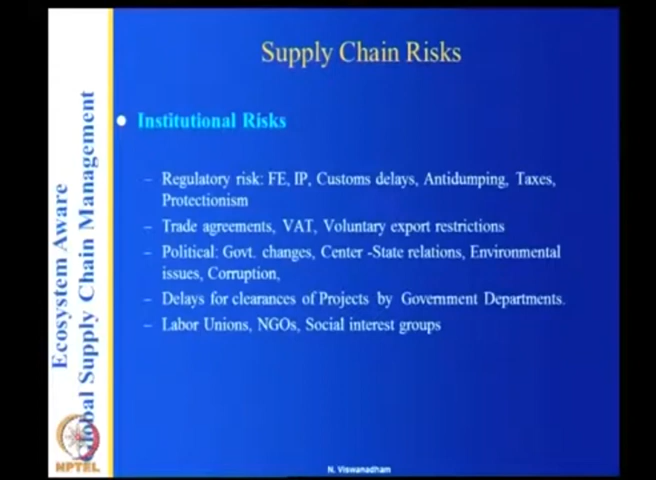 Supply Chain Risks
Institutional Risks
– Regulatory risk: FE, IP, Customs delays, Antidumping, Taxes,
Protectionism
– Trade agreements, VAT, Voluntary export restrictions
– Political: Govt. changes, Center -State relations, Environmental
issues, Corruption,
– Delays for clearances of Projects by Government Departments.
– Labor Unions, NGOs, Social interest groups
Ecosystem Aware
Global Supply Chain Management
NPTEL
N. Viswanadham